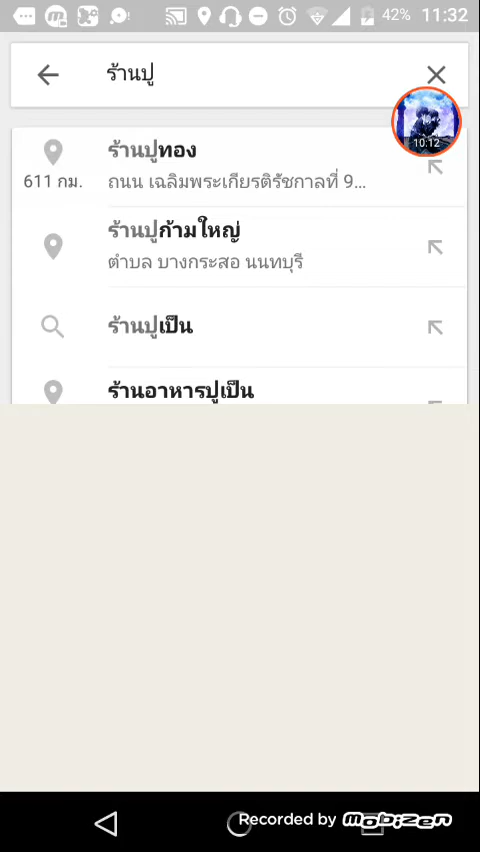 42% 11:32
ร้านปู
10:12
ร้านปูทอง
611 กม. ถนน เฉลิมพระเกียรติรัชกาลที่ 9...
ร้านปูก้ามใหญ่
ตำบล บางกระสอ นนทบุรี
ร้านปูเป็น
ร้านอาหารปูเป็น
Recorded by Mobizen